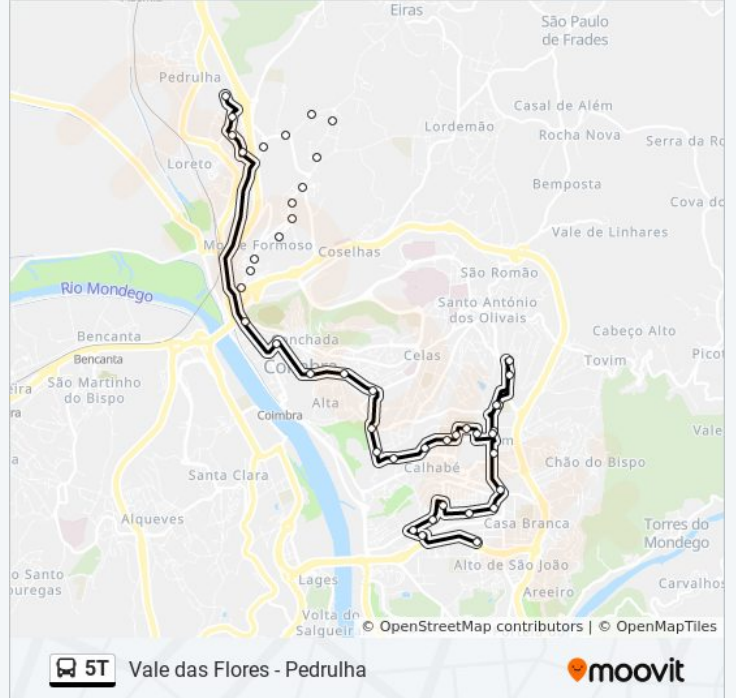 Eiras
São Paulo
de Frades
Pedrulha
Casal de Além
Lordemão
Rocha Nova
Serra da Ro
Loreto
Bemposta
Cova do
Vale de Linhares
Formoso
Coselhas
São Romão
Rio Mondego
Santo António
dos Olivais
Bencanta
Cabeço Alto
Bencanta
Celas
Tovim
Picot
São Martinho
do Bispo
Coimbra
eira
ra
Alta
Coimbra
Vale
Calhabé
Chão do Bispo
Santa Clara
Alqueves
Casa Branca
Torres do
Mondego
Alto de São João
o Santo
ouregas
Lages
Areeiro
Carvalhos
Volta do
Salgueir
© OpenStreetMap contributors | © OpenMapTiles
5T Vale das Flores - Pedrulha
moovit